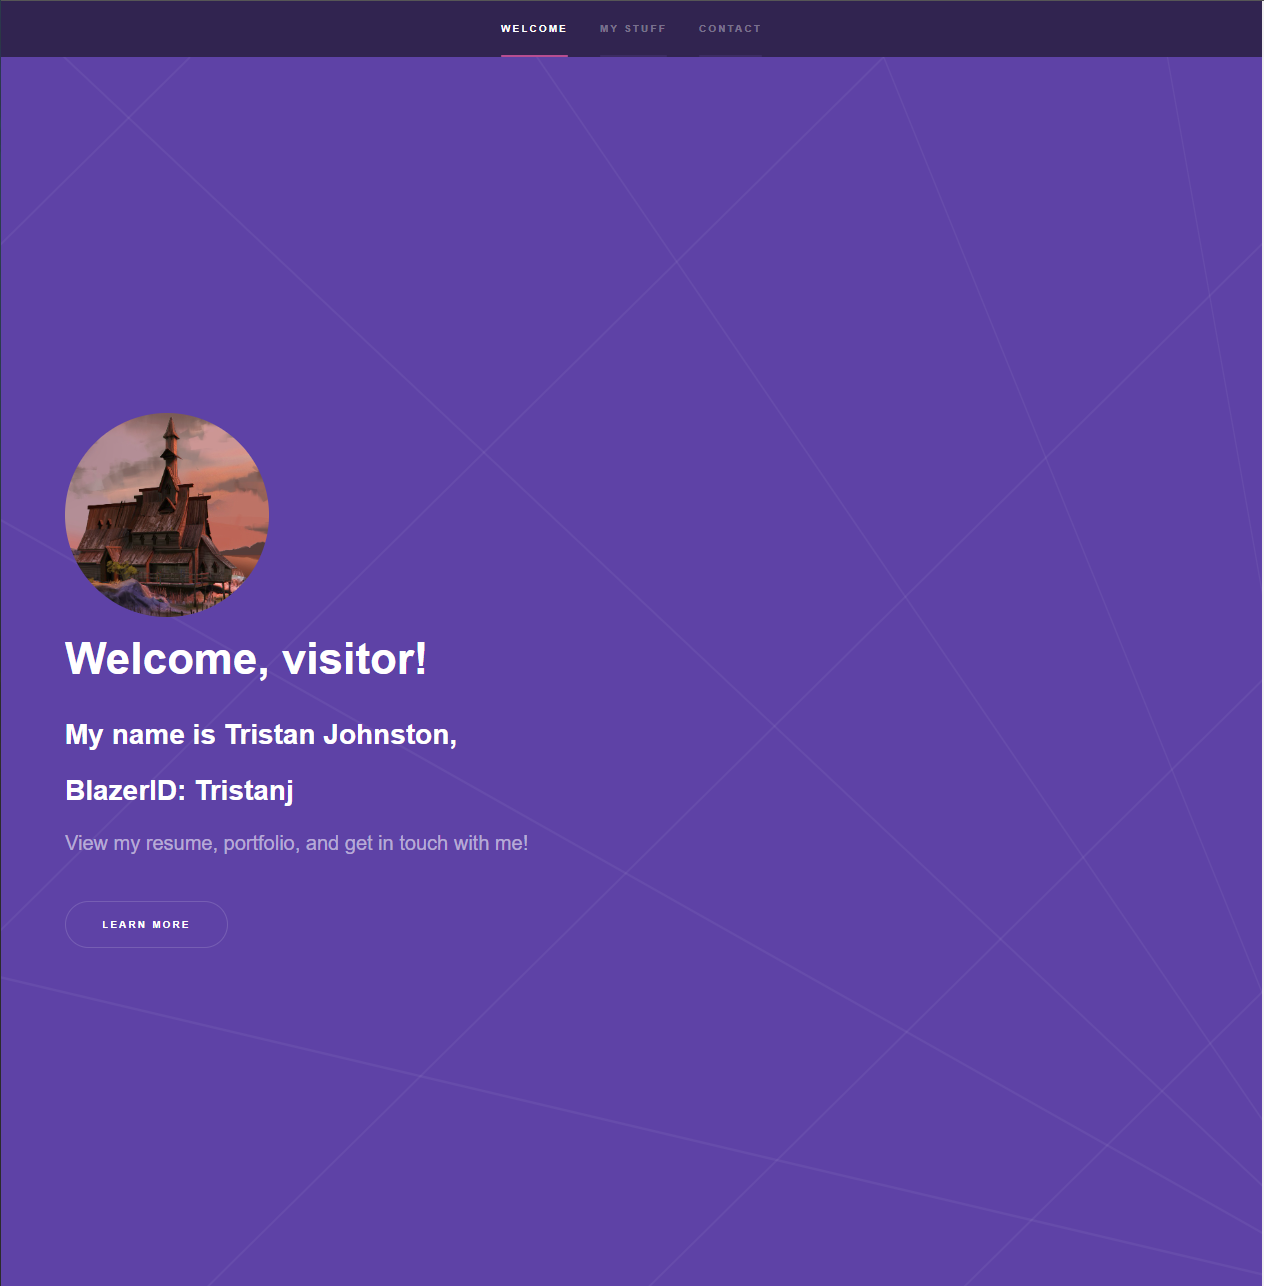 WELCOME MY STUFF CONTACT
Welcome, visitor!
My name is Tristan Johnston,
BlazerID: Tristanj
View my resume, portfolio, and get in touch with me!
LEARN MORE